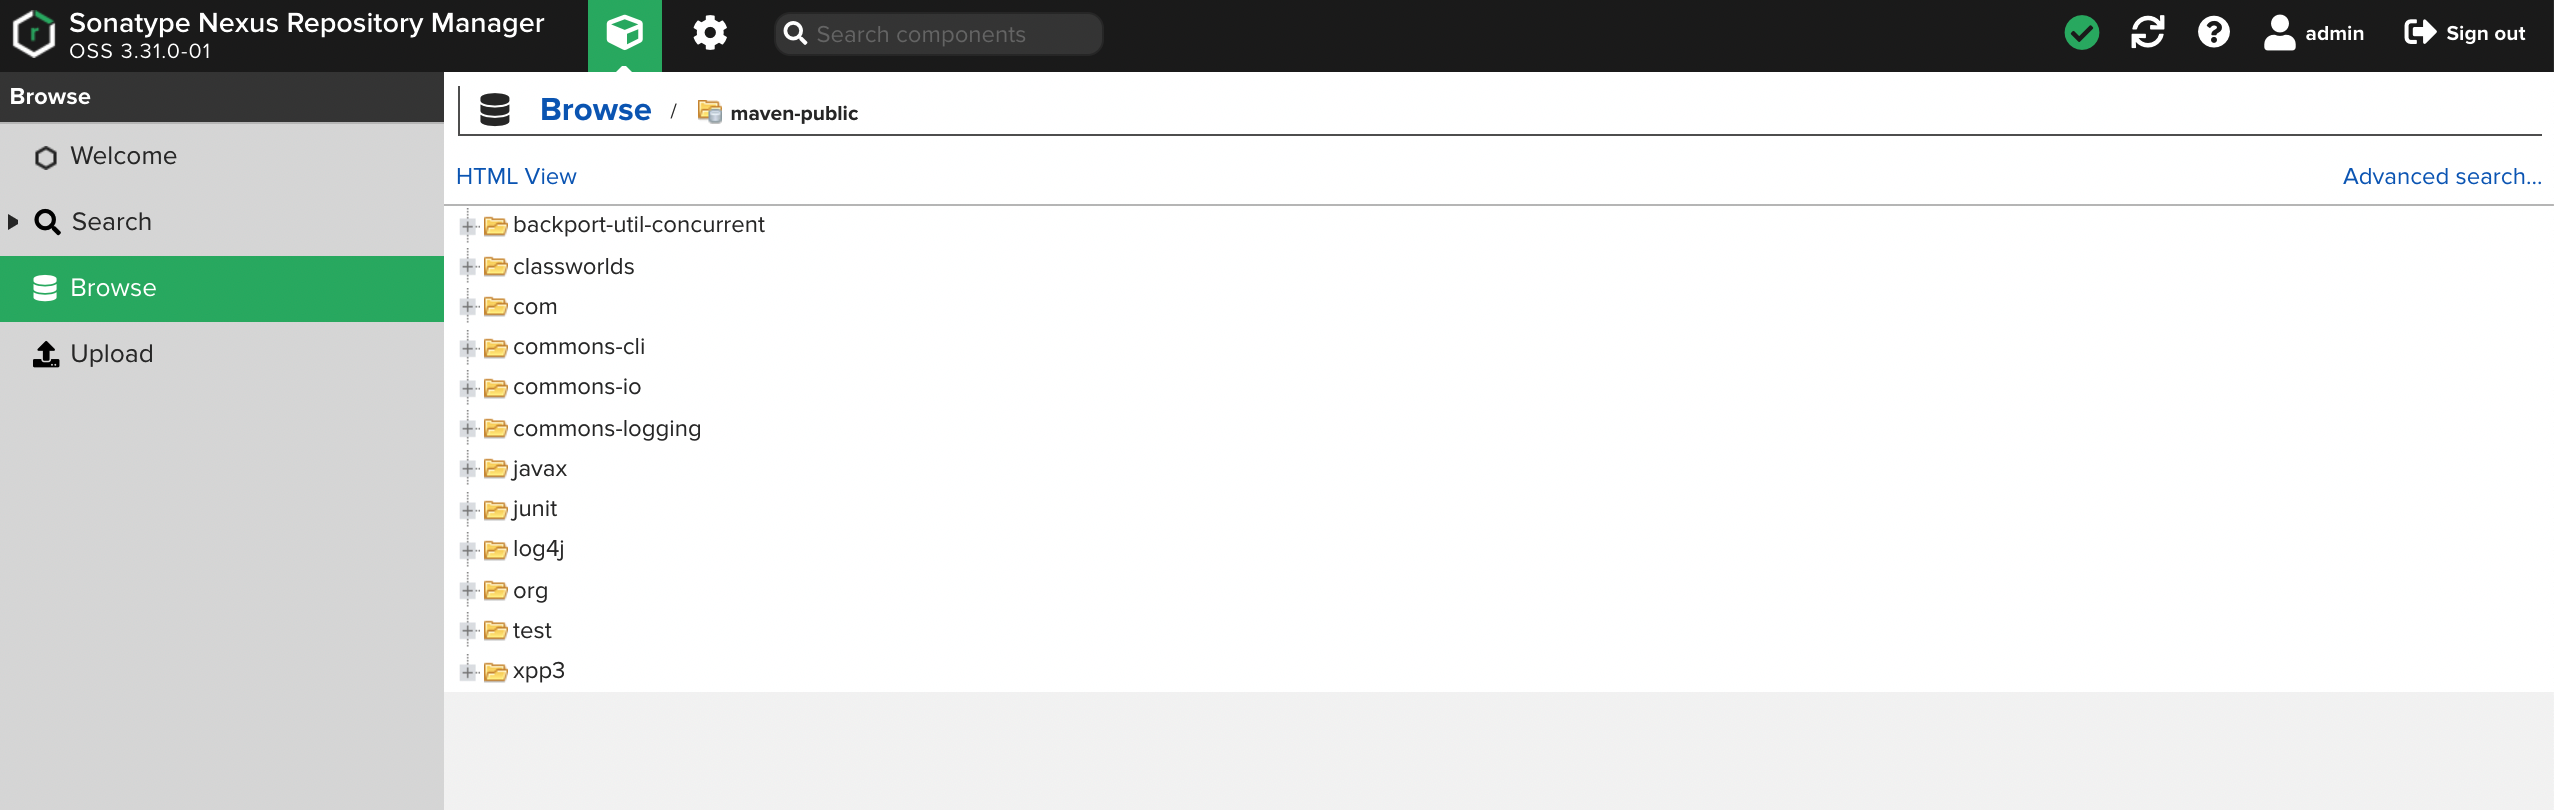 Sonatype Nexus Repository Manager
OSS 3.31.0-01
Search components
admin
Sign out
Browse
Welcome
Search
Browse
Upload
Browse / maven-public
HTML View
Advanced search...
backport-util-concurrent
classworlds
com
commons-cli
commons-io
commons-logging
javax
junit
log4j
org
test
xpp3